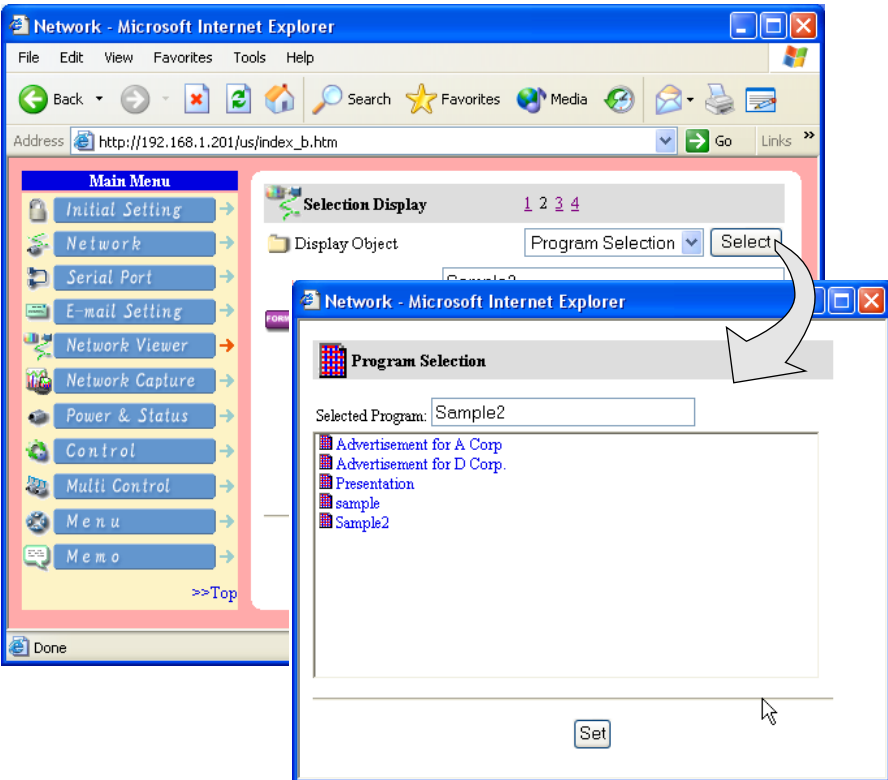 Network - Microsoft Internet Explorer
File Edit View Favorites Tools Help
Back Search Favorites Media
Address http://192.168.1.201/us/index_b.htm Go Links »
Main Menu
Initial Setting
Network
Serial Port
E-mail Setting
Network Viewer
Network Capture
Power & Status
Control
Multi Control
Menu
Memo
>>Top
Selection Display 1 2 3 4
Display Object Program Selection Select
Sample2
Done
Network - Microsoft Internet Explorer
Program Selection
Selected Program: Sample2
Advertisement for A Corp
Advertisement for D Corp.
Presentation
sample
Sample2
Set